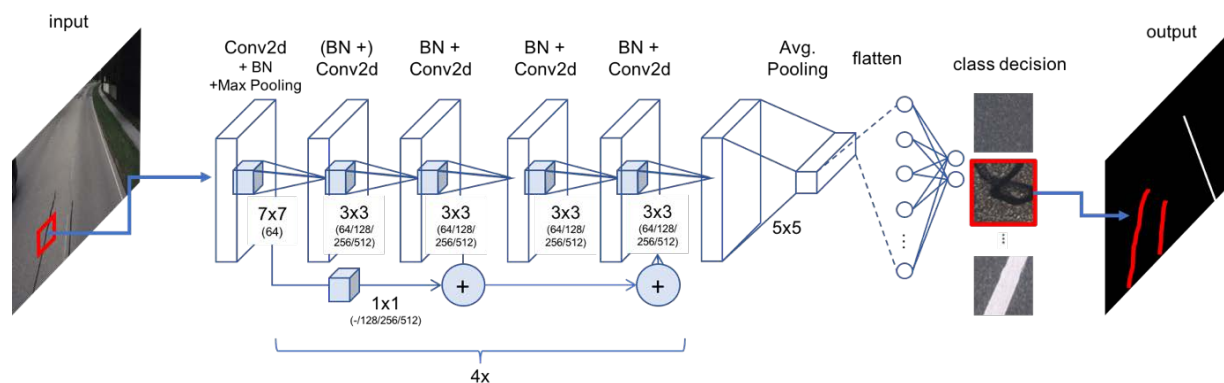 input
Conv2d
+ BN
+Max Pooling
(BN +)
Conv2d
BN +
Conv2d
BN +
Conv2d
BN +
Conv2d
Avg.
Pooling
flatten
class decision
output
7x7
(64)
3x3
(64/128/
256/512)
3x3
(64/128/
256/512)
3x3
(64/128/
256/512)
3x3
(64/128/
256/512)
5x5
1x1
(-/128/256/512)
+
+
4x